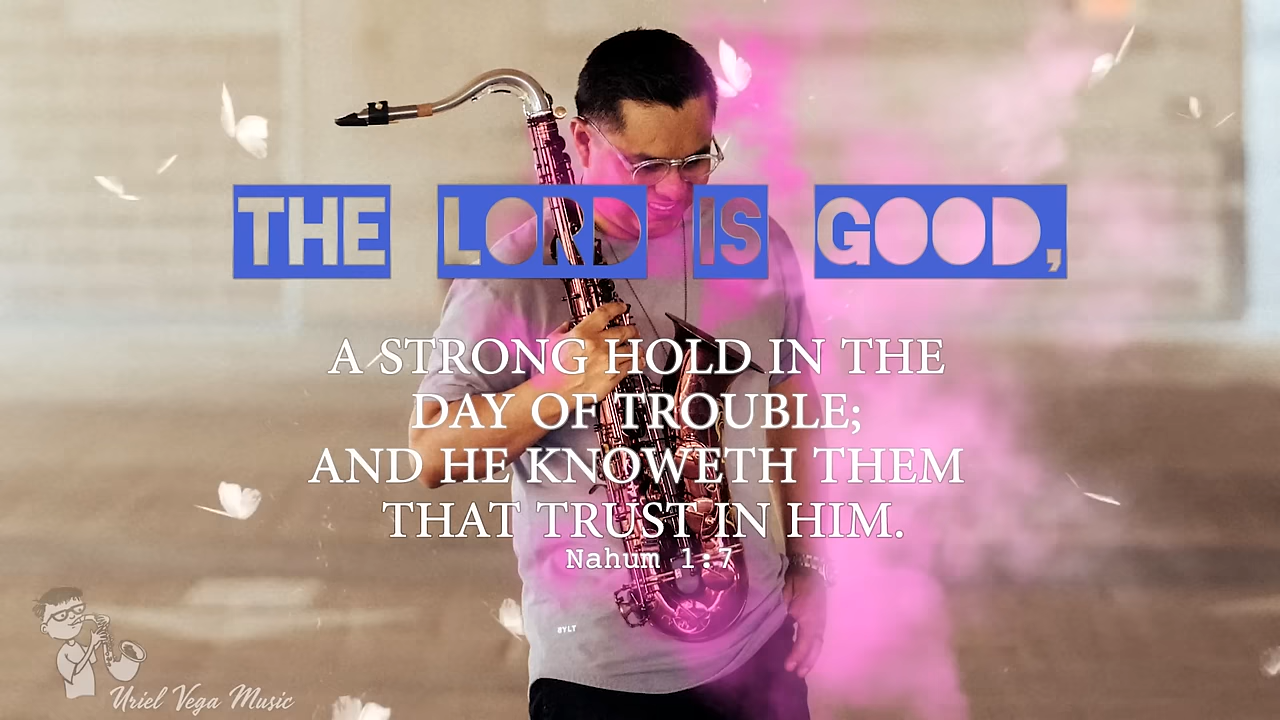 THE LORD IS GOOD,
A STRONG HOLD IN THE
DAY OF TROUBLE;
AND HE KNOWETH THEM
THAT TRUST IN HIM.
Nahum 1:7
BYLT
Uriel Vega Music